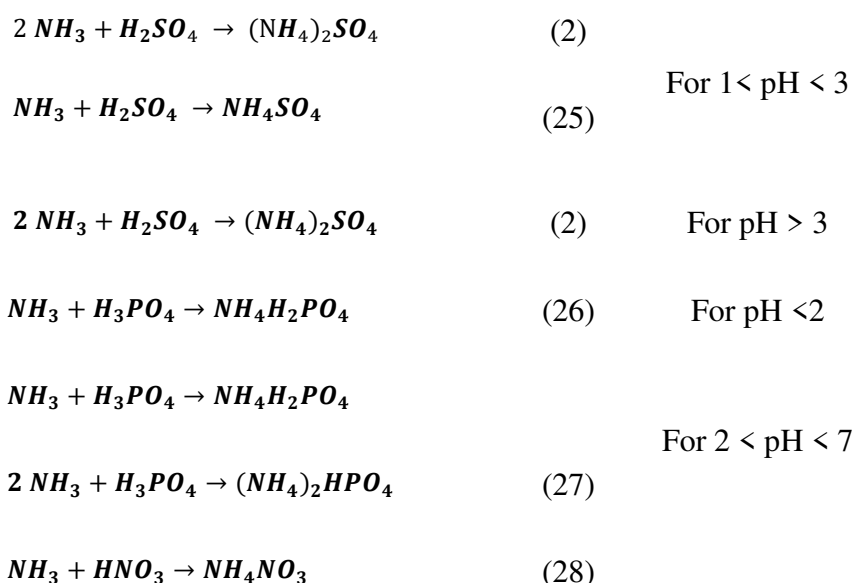 2 NH₃ + H₂SO₄ → (NH₄)₂SO₄ (2)
For 1< pH < 3
NH₃ + H₂SO₄ → NH₄SO₄ (25)
2 NH₃ + H₂SO₄ → (NH₄)₂SO₄ (2) For pH > 3
NH₃ + H₃PO₄ → NH₄H₂PO₄ (26) For pH <2
NH₃ + H₃PO₄ → NH₄H₂PO₄
For 2 < pH < 7
2 NH₃ + H₃PO₄ → (NH₄)₂HPO₄ (27)
NH₃ + HNO₃ → NH₄NO₃ (28)